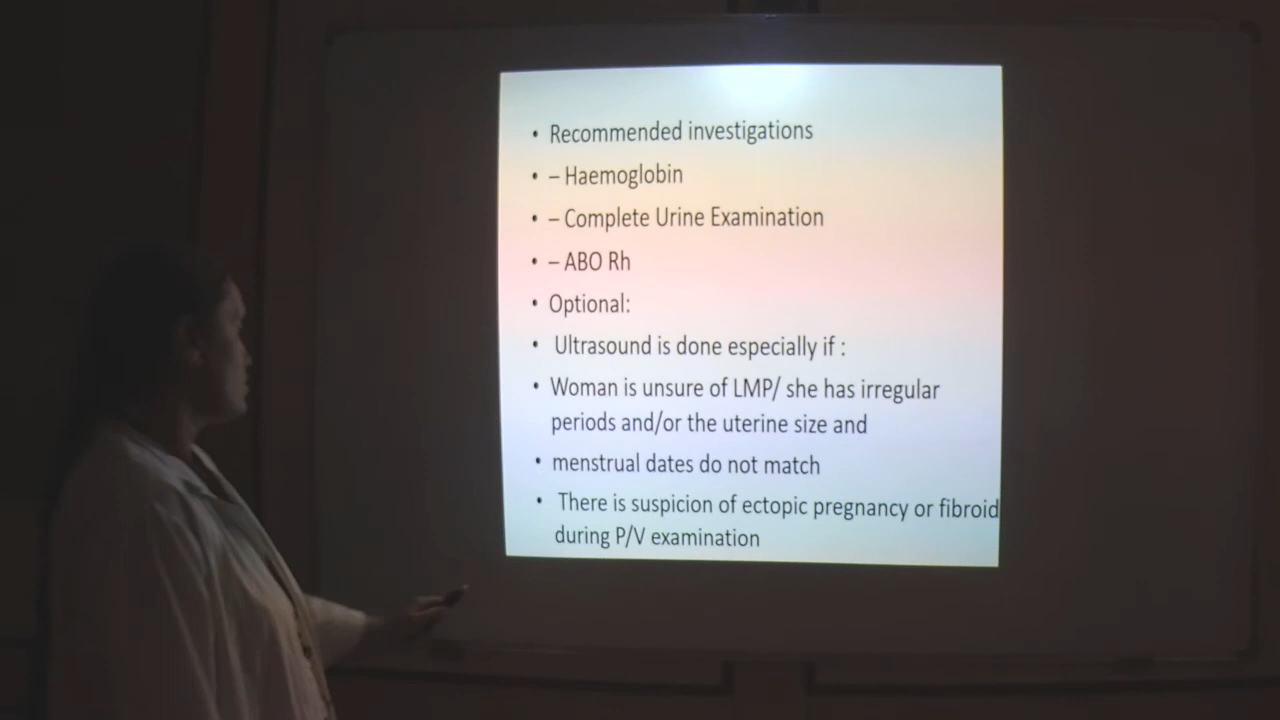 • Recommended investigations
• – Haemoglobin
• – Complete Urine Examination
• – ABO Rh
• Optional:
• Ultrasound is done especially if :
• Woman is unsure of LMP/ she has irregular
periods and/or the uterine size and
• menstrual dates do not match
• There is suspicion of ectopic pregnancy or fibroid
during P/V examination